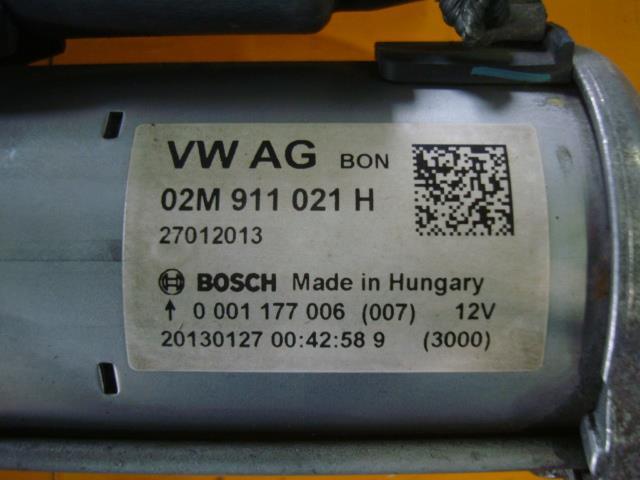 VW AG BON
02M 911 021 H
27012013
BOSCH Made in Hungary
↑ 0 001 177 006 (007) 12V
20130127 00:42:58 9 (3000)